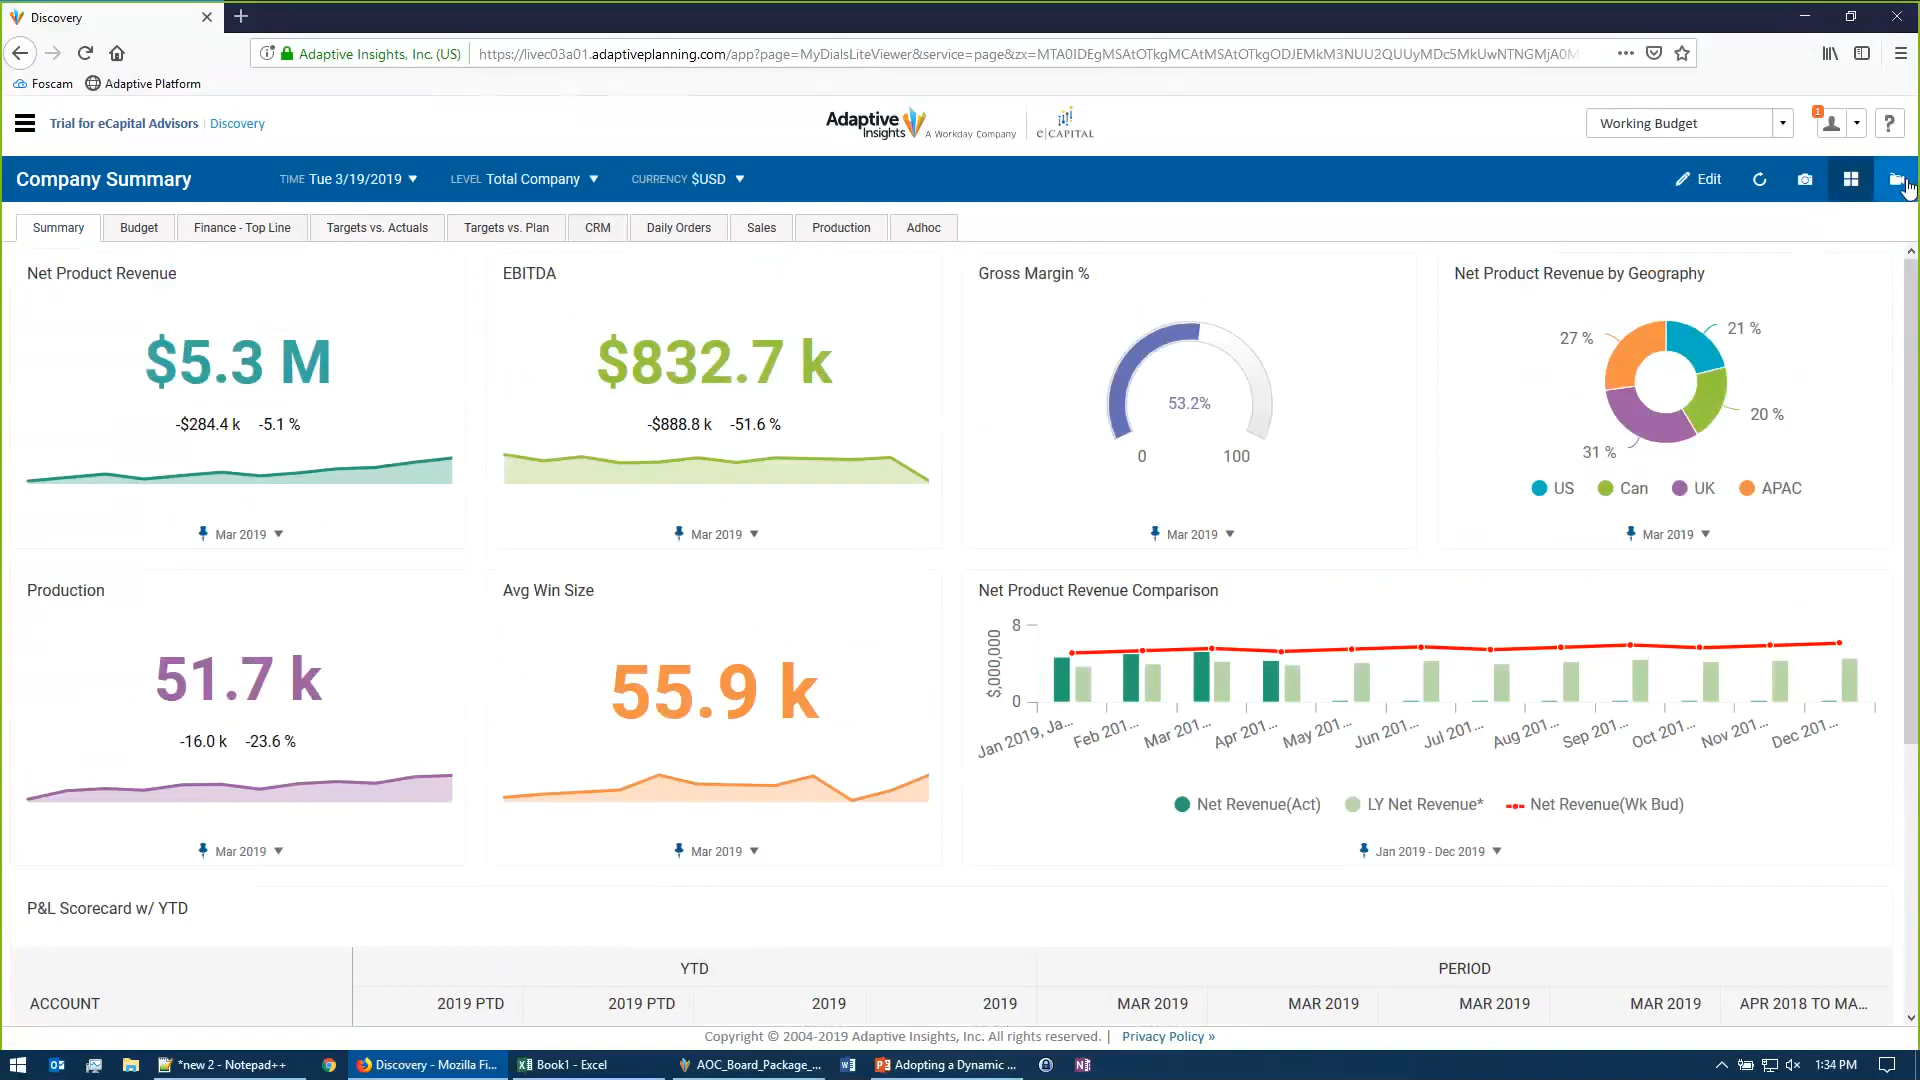 Discovery
Adaptive Insights, Inc. (US)
https://livec03a01.adaptiveplanning.com/app?page=MyDialsLiteViewer&service=page&zx=MTA0IDEgMSAtOTkgMCAtMSAtOTkgODJEMkM3NUU2QUUyMDc5MkUwNTNGMjA0M
Foscam
Adaptive Platform
Trial for eCapital Advisors | Discovery
Adaptive Insights
A Workday Company
e|CAPITAL
Working Budget
1
?
Company Summary
TIME Tue 3/19/2019
LEVEL Total Company
CURRENCY $USD
Edit
Summary
Budget
Finance - Top Line
Targets vs. Actuals
Targets vs. Plan
CRM
Daily Orders
Sales
Production
Adhoc
Net Product Revenue
$5.3 M
-$284.4 k -5.1 %
Mar 2019
EBITDA
$832.7 k
-$888.8 k -51.6 %
Mar 2019
Gross Margin %
53.2%
0
100
Mar 2019
Net Product Revenue by Geography
27 %
21 %
20 %
31 %
US
Can
UK
APAC
Mar 2019
Production
51.7 k
-16.0 k -23.6 %
Mar 2019
Avg Win Size
55.9 k
Mar 2019
Net Product Revenue Comparison
8
0
$,000,000
Jan 2019, Ja...
Feb 201...
Mar 201...
Apr 201...
May 201...
Jun 201...
Jul 201...
Aug 201...
Sep 201...
Oct 201...
Nov 201...
Dec 201...
Net Revenue(Act)
LY Net Revenue*
Net Revenue(Wk Bud)
Jan 2019 - Dec 2019
P&L Scorecard w/ YTD
YTD
PERIOD
ACCOUNT
2019 PTD
2019 PTD
2019
2019
MAR 2019
MAR 2019
MAR 2019
MAR 2019
APR 2018 TO MA...
Copyright © 2004-2019 Adaptive Insights, Inc. All rights reserved. | Privacy Policy »
*new 2 - Notepad++
Discovery - Mozilla Fi...
Book1 - Excel
AOC_Board_Package_...
Adopting a Dynamic ...
1:34 PM